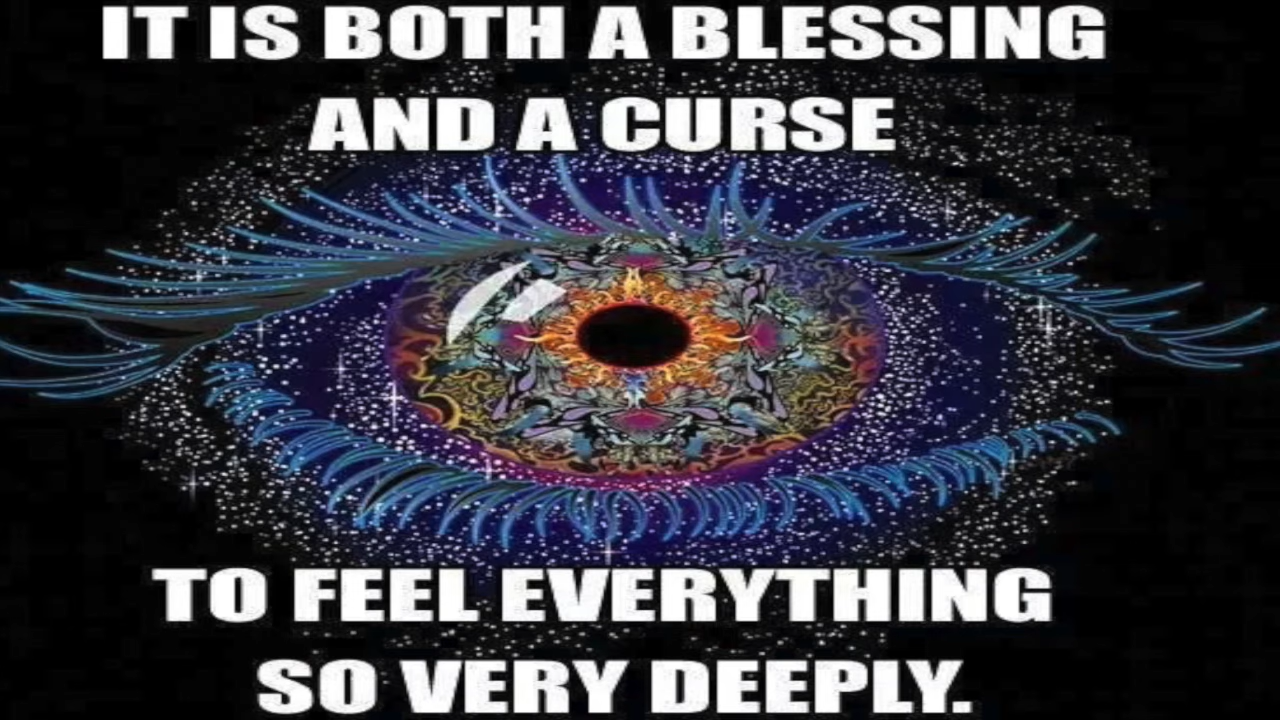 IT IS BOTH A BLESSING
AND A CURSE
TO FEEL EVERYTHING
SO VERY DEEPLY.